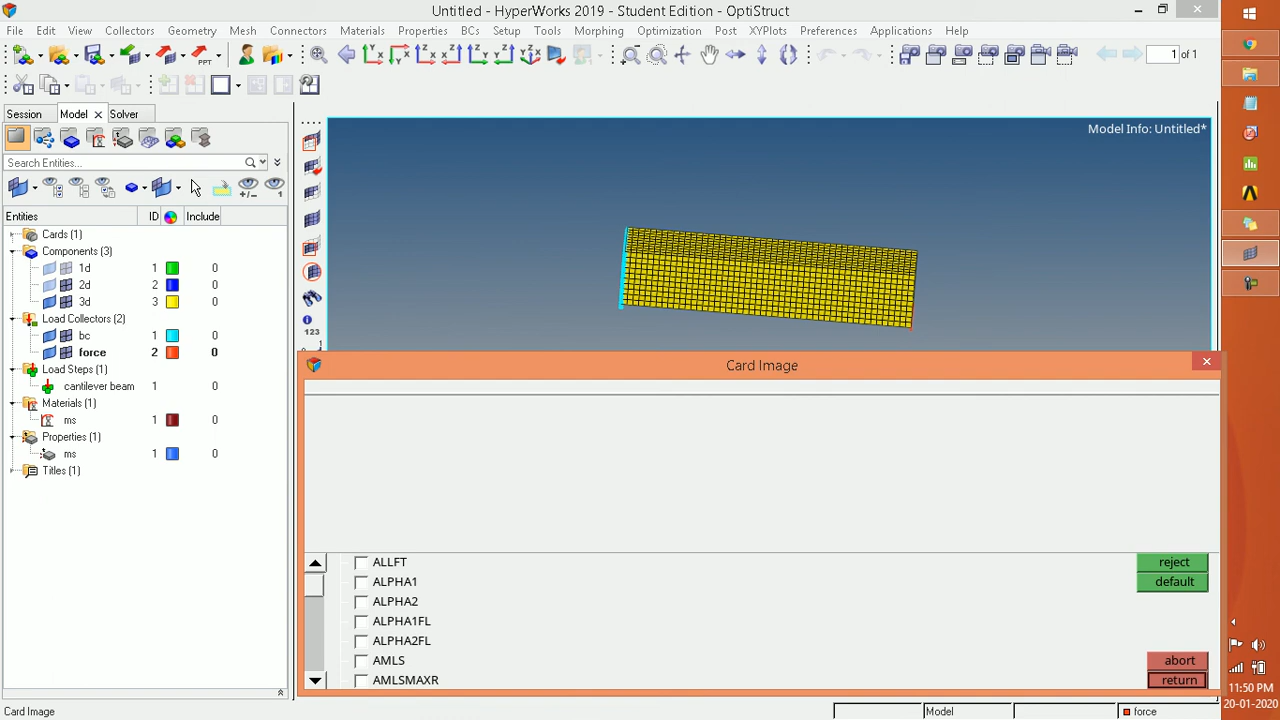 Untitled - HyperWorks 2019 - Student Edition - OptiStruct
File Edit View Collectors Geometry Mesh Connectors Materials Properties BCs Setup Tools Morphing Optimization Post XYPlots Preferences Applications Help
PPT
1 of 1
Session Model Solver
Search Entities...
Model Info: Untitled*
Entities ID Include
Cards (1)
Components (3)
1d 1 0
2d 2 0
3d 3 0
Load Collectors (2)
bc 1 0
force 2 0
Load Steps (1)
cantilever beam 1 0
Materials (1)
ms 1 0
Properties (1)
ms 1 0
Titles (1)
123
Card Image
ALLFT
ALPHA1
ALPHA2
ALPHA1FL
ALPHA2FL
AMLS
AMLSMAXR
reject
default
abort
return
Card Image
Model
force
11:50 PM
20-01-2020